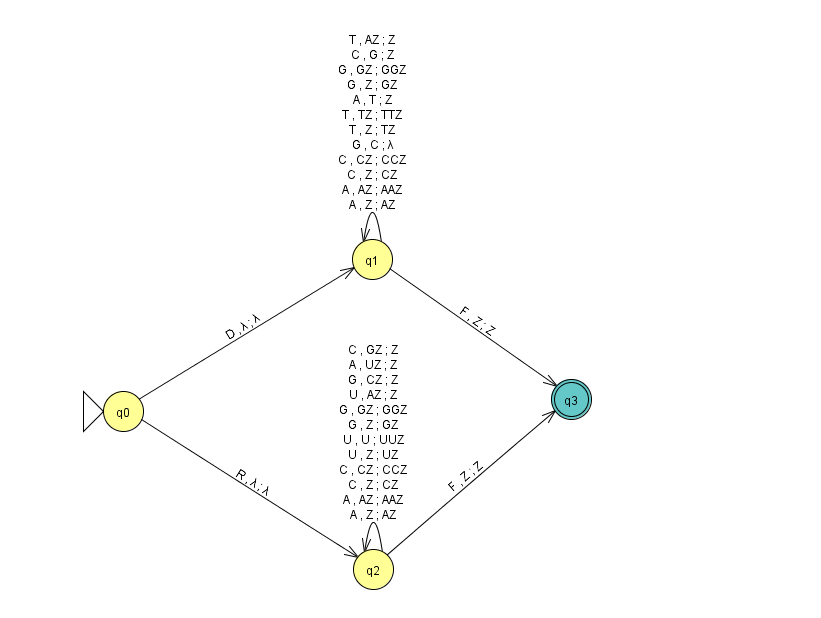 T , AZ ; Z
C , G ; Z
G , GZ ; GGZ
G , Z ; GZ
A , T ; Z
T , TZ ; TTZ
T , Z ; TZ
G , C ; λ
C , CZ ; CCZ
C , Z ; CZ
A , AZ ; AAZ
A , Z ; AZ
q1
D , λ ; λ
F , Z ; Z
C , GZ ; Z
A , UZ ; Z
G , CZ ; Z
U , AZ ; Z
G , GZ ; GGZ
G , Z ; GZ
U , U ; UUZ
U , Z ; UZ
C , CZ ; CCZ
C , Z ; CZ
A , AZ ; AAZ
A , Z ; AZ
q0
q3
R , λ ; λ
F , Z ; Z
q2